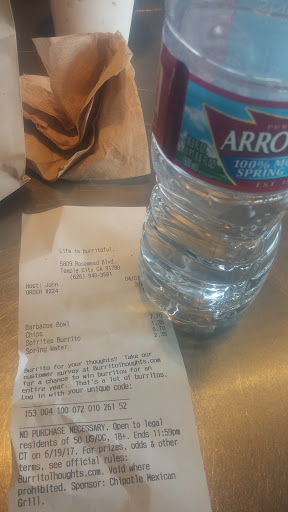 Life is burritoful.
5809 Rosemead Blvd.
Temple City CA 91780
Host: John
ORDER #324
Barbacoa Bowl
Chips
Sofritas Burrito
Spring Water
Burrito for your thoughts? Take our
customer survey at BurritoThoughts.com
for a chance to win burritos for an
entire year. That's a lot of burritos.
Log in with your unique code:
153 004 100 072 010 261 52
NO PURCHASE NECESSARY. Open to legal
residents of 50 US/DC, 18+. Ends 11:59pm
CT on 6/19/17. For prizes, odds & other
terms, see official rules:
BurritoThoughts.com. Void where
prohibited. Sponsor: Chipotle Mexican
Grill.
ARRO
100% MO
SPRING